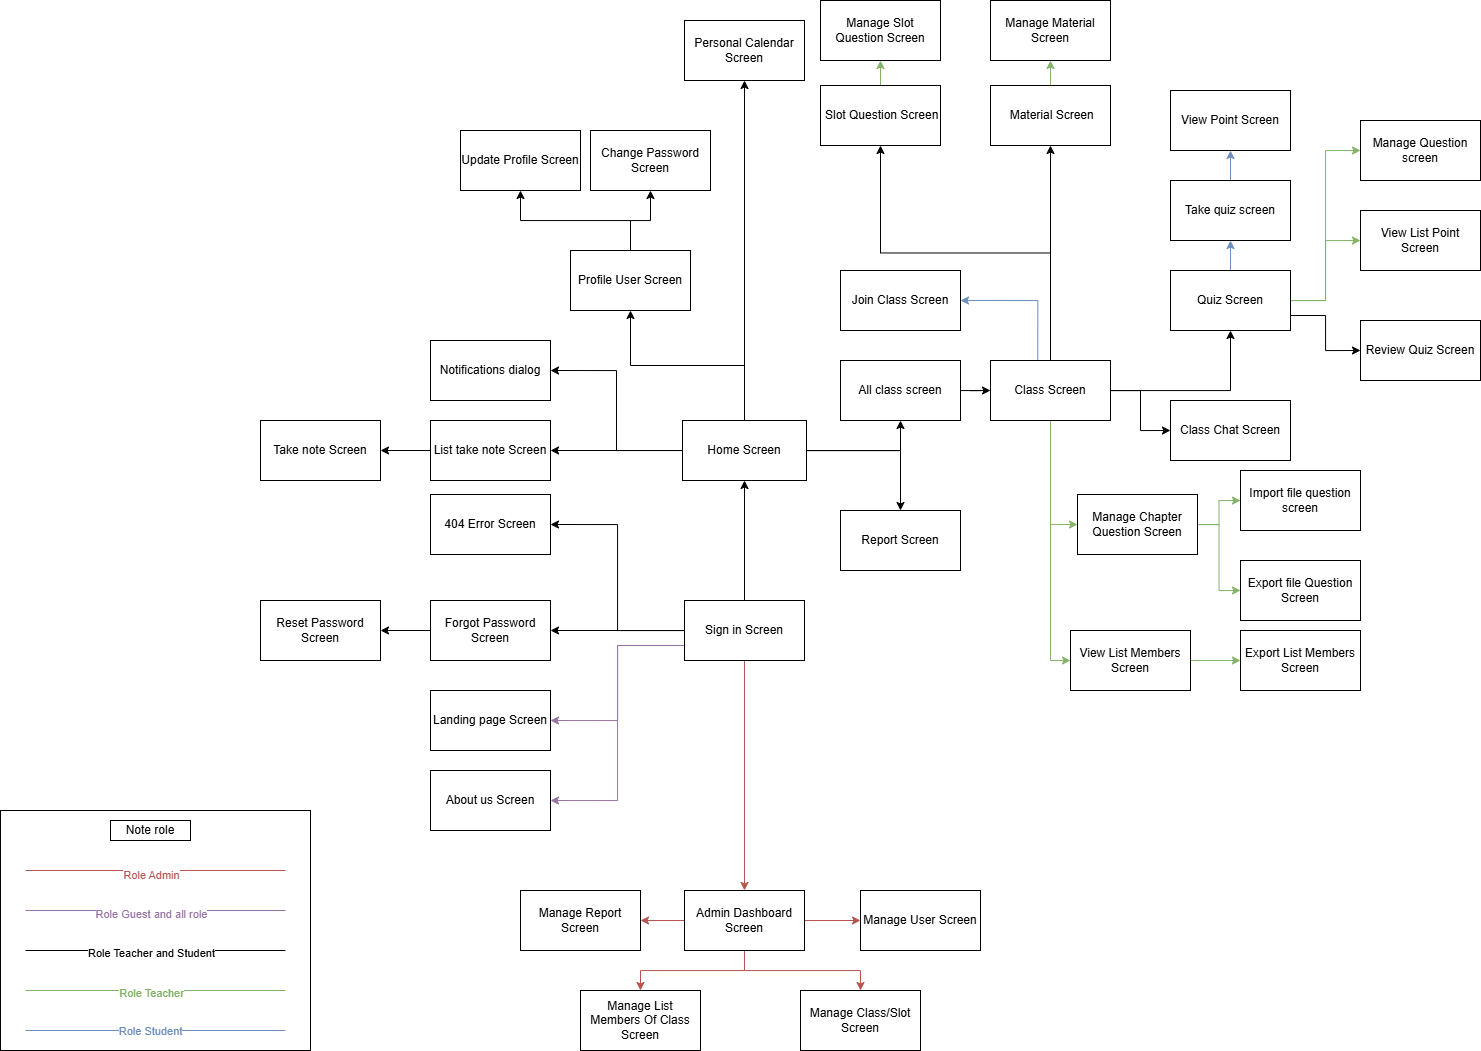 Manage Slot
Question Screen
Manage Material
Screen
Personal Calendar
Screen
Slot Question Screen
Material Screen
View Point Screen
Manage Question
screen
Update Profile Screen
Change Password
Screen
Take quiz screen
View List Point
Screen
Profile User Screen
Join Class Screen
Quiz Screen
Review Quiz Screen
Notifications dialog
All class screen
Class Screen
Class Chat Screen
Take note Screen
List take note Screen
Home Screen
404 Error Screen
Report Screen
Manage Chapter
Question Screen
Import file question
screen
Export file Question
Screen
Reset Password
Screen
Forgot Password
Screen
Sign in Screen
View List Members
Screen
Export List Members
Screen
Landing page Screen
About us Screen
Note role
Role Admin
Role Guest and all role
Role Teacher and Student
Role Teacher
Role Student
Manage Report
Screen
Admin Dashboard
Screen
Manage User Screen
Manage List
Members Of Class
Screen
Manage Class/Slot
Screen